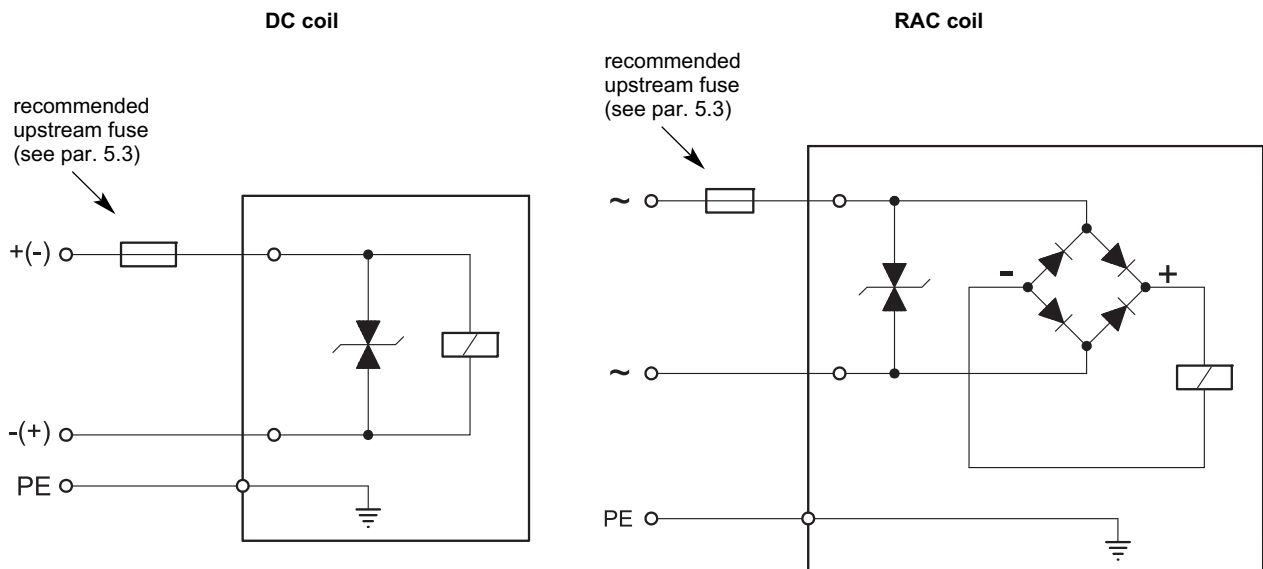 DC coil
recommended
upstream fuse
(see par. 5.3)
+(-)
-(+)
PE
RAC coil
recommended
upstream fuse
(see par. 5.3)
~
- +
~
PE